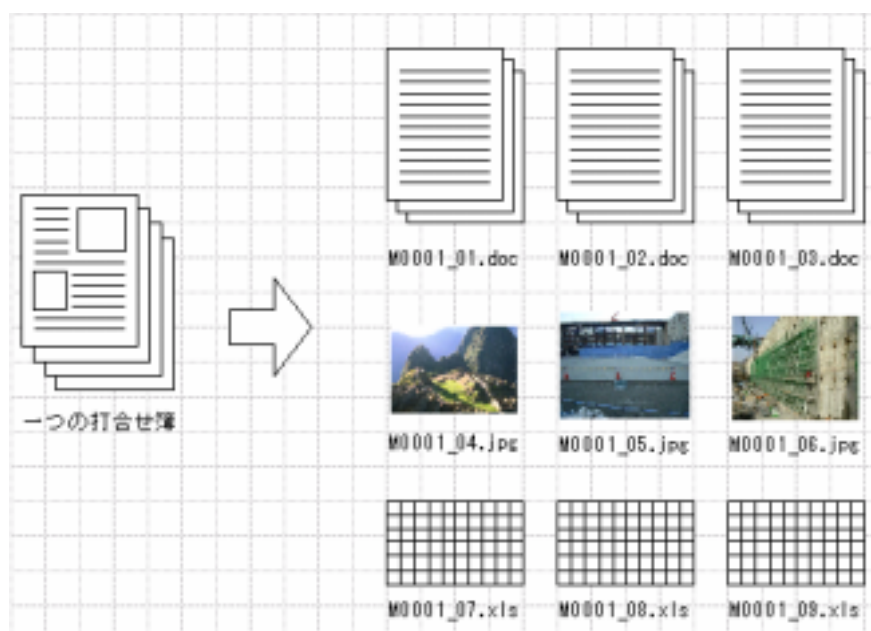 M0001_01.doc
M0001_02.doc
M0001_03.doc
一つの打合せ簿
M0001_04.jpg
M0001_05.jpg
M0001_06.jpg
M0001_07.xls
M0001_08.xls
M0001_09.xls